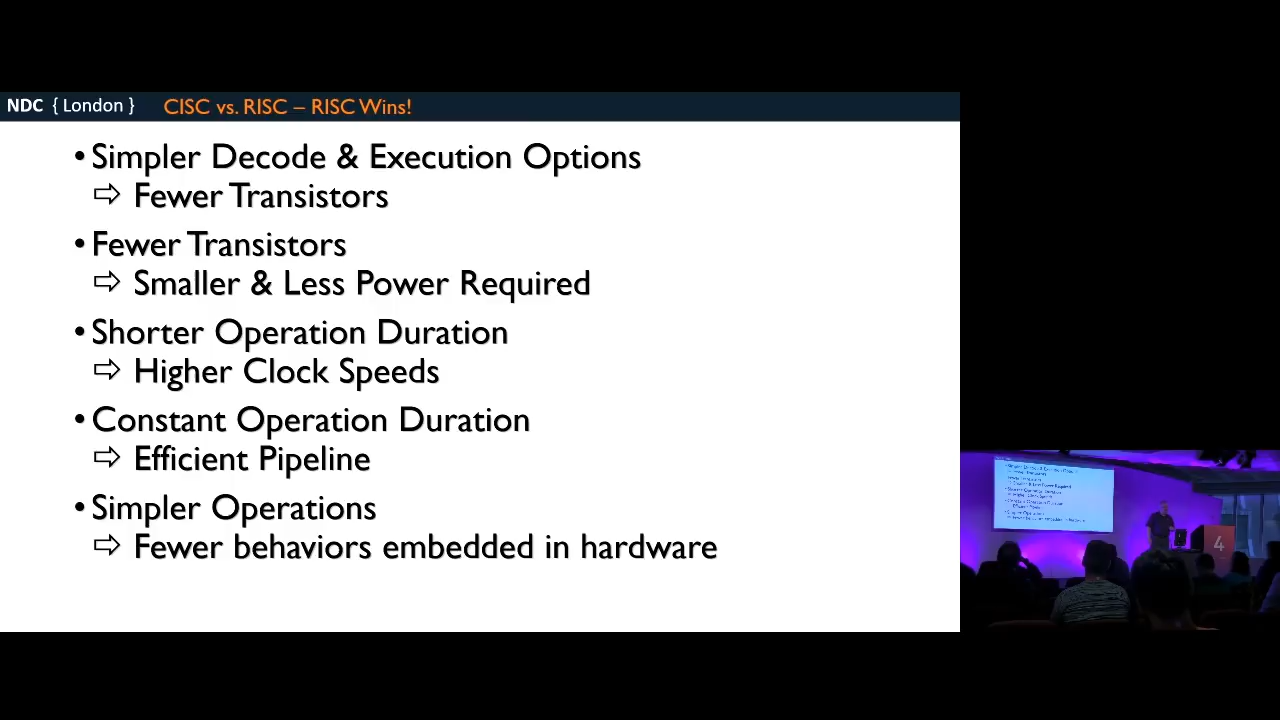 NDC { London } CISC vs. RISC – RISC Wins!
•Simpler Decode & Execution Options
⇨ Fewer Transistors
•Fewer Transistors
⇨ Smaller & Less Power Required
•Shorter Operation Duration
⇨ Higher Clock Speeds
•Constant Operation Duration
⇨ Efficient Pipeline
•Simpler Operations
⇨ Fewer behaviors embedded in hardware
4